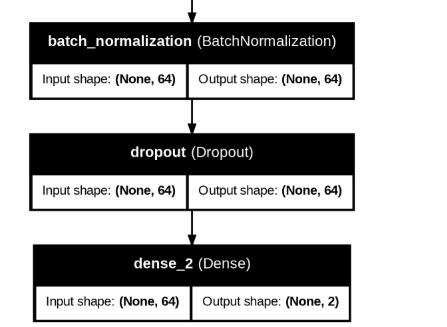 batch_normalization (BatchNormalization)
Input shape: (None, 64) Output shape: (None, 64)
dropout (Dropout)
Input shape: (None, 64) Output shape: (None, 64)
dense_2 (Dense)
Input shape: (None, 64) Output shape: (None, 2)